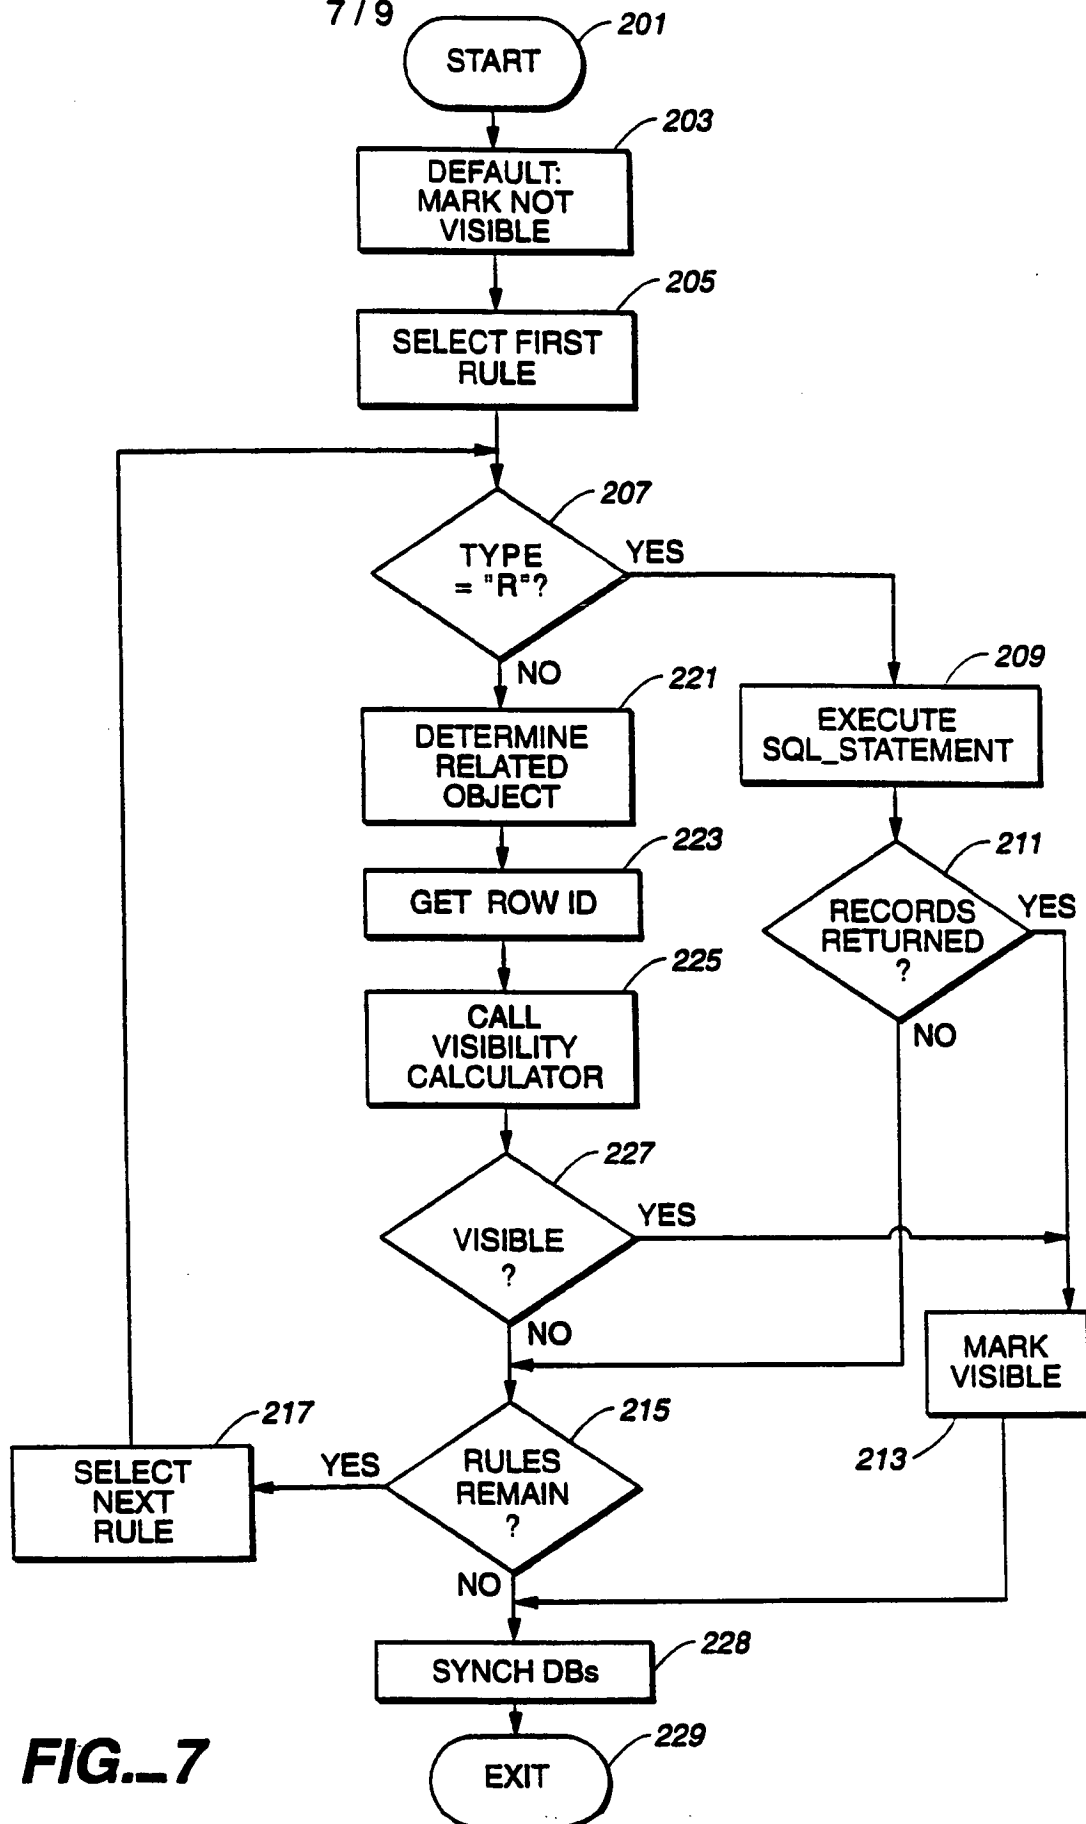 7 / 9
START
201
203
DEFAULT:
MARK NOT
VISIBLE
205
SELECT FIRST
RULE
207
TYPE
= "R"?
YES
NO
209
EXECUTE
SQL_STATEMENT
221
DETERMINE
RELATED
OBJECT
211
RECORDS
RETURNED
?
YES
NO
223
GET ROW ID
225
CALL
VISIBILITY
CALCULATOR
227
VISIBLE
?
YES
NO
MARK
VISIBLE
213
215
RULES
REMAIN
?
YES
NO
217
SELECT
NEXT
RULE
228
SYNCH DBs
229
EXIT
FIG._7